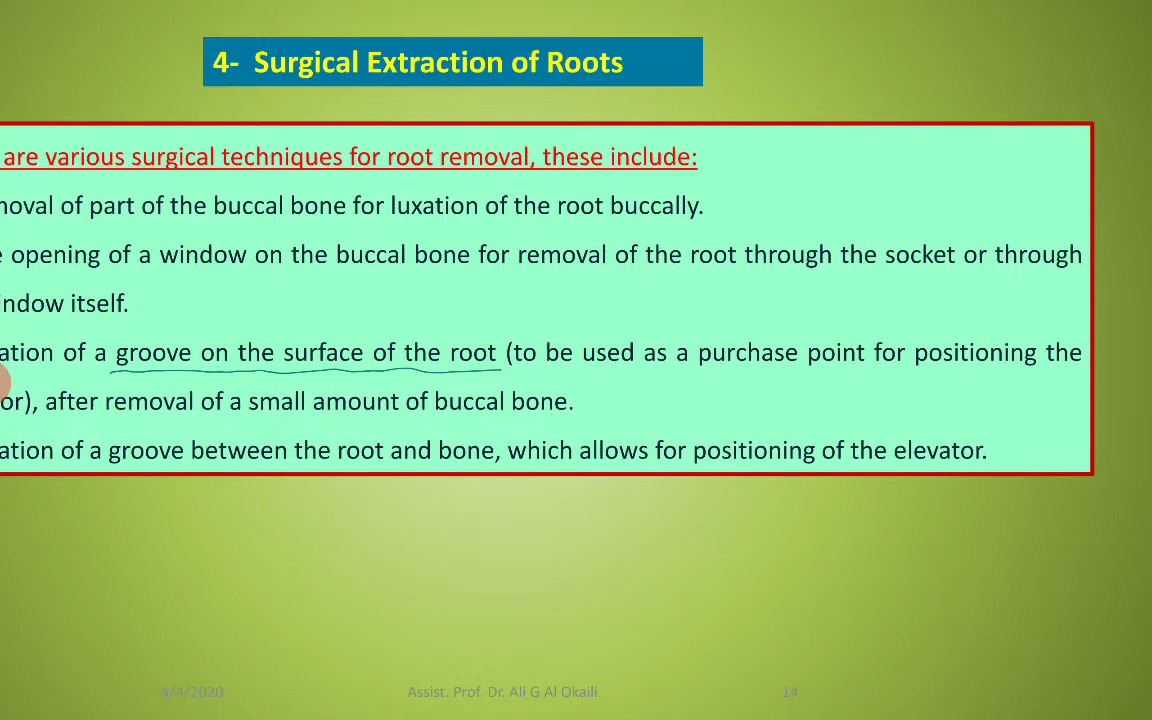 4- Surgical Extraction of Roots
are various surgical techniques for root removal, these include:
moval of part of the buccal bone for luxation of the root buccally.
e opening of a window on the buccal bone for removal of the root through the socket or through
indow itself.
ation of a groove on the surface of the root (to be used as a purchase point for positioning the
or), after removal of a small amount of buccal bone.
ation of a groove between the root and bone, which allows for positioning of the elevator.
4/4/2020 Assist. Prof. Dr. Ali G Al Okaili 14